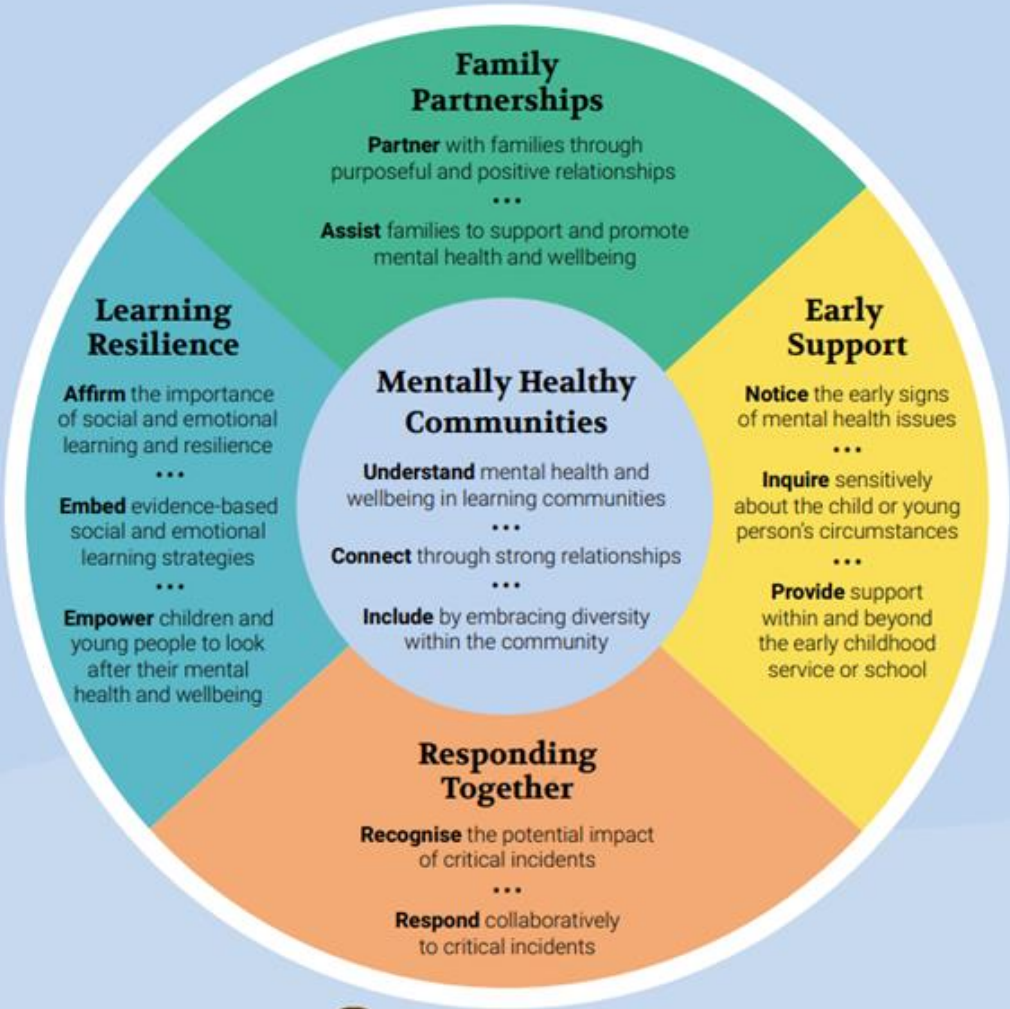 Family
Partnerships
Partner with families through
purposeful and positive relationships
•••
Assist families to support and promote
mental health and wellbeing
Learning
Resilience
Affirm the importance
of social and emotional
learning and resilience
•••
Embed evidence-based
social and emotional
learning strategies
•••
Empower children and
young people to look
after their mental
health and wellbeing
Mentally Healthy
Communities
Understand mental health and
wellbeing in learning communities
•••
Connect through strong relationships
•••
Include by embracing diversity
within the community
Early
Support
Notice the early signs
of mental health issues
•••
Inquire sensitively
about the child or young
person's circumstances
•••
Provide support
within and beyond
the early childhood
service or school
Responding
Together
Recognise the potential impact
of critical incidents
•••
Respond collaboratively
to critical incidents